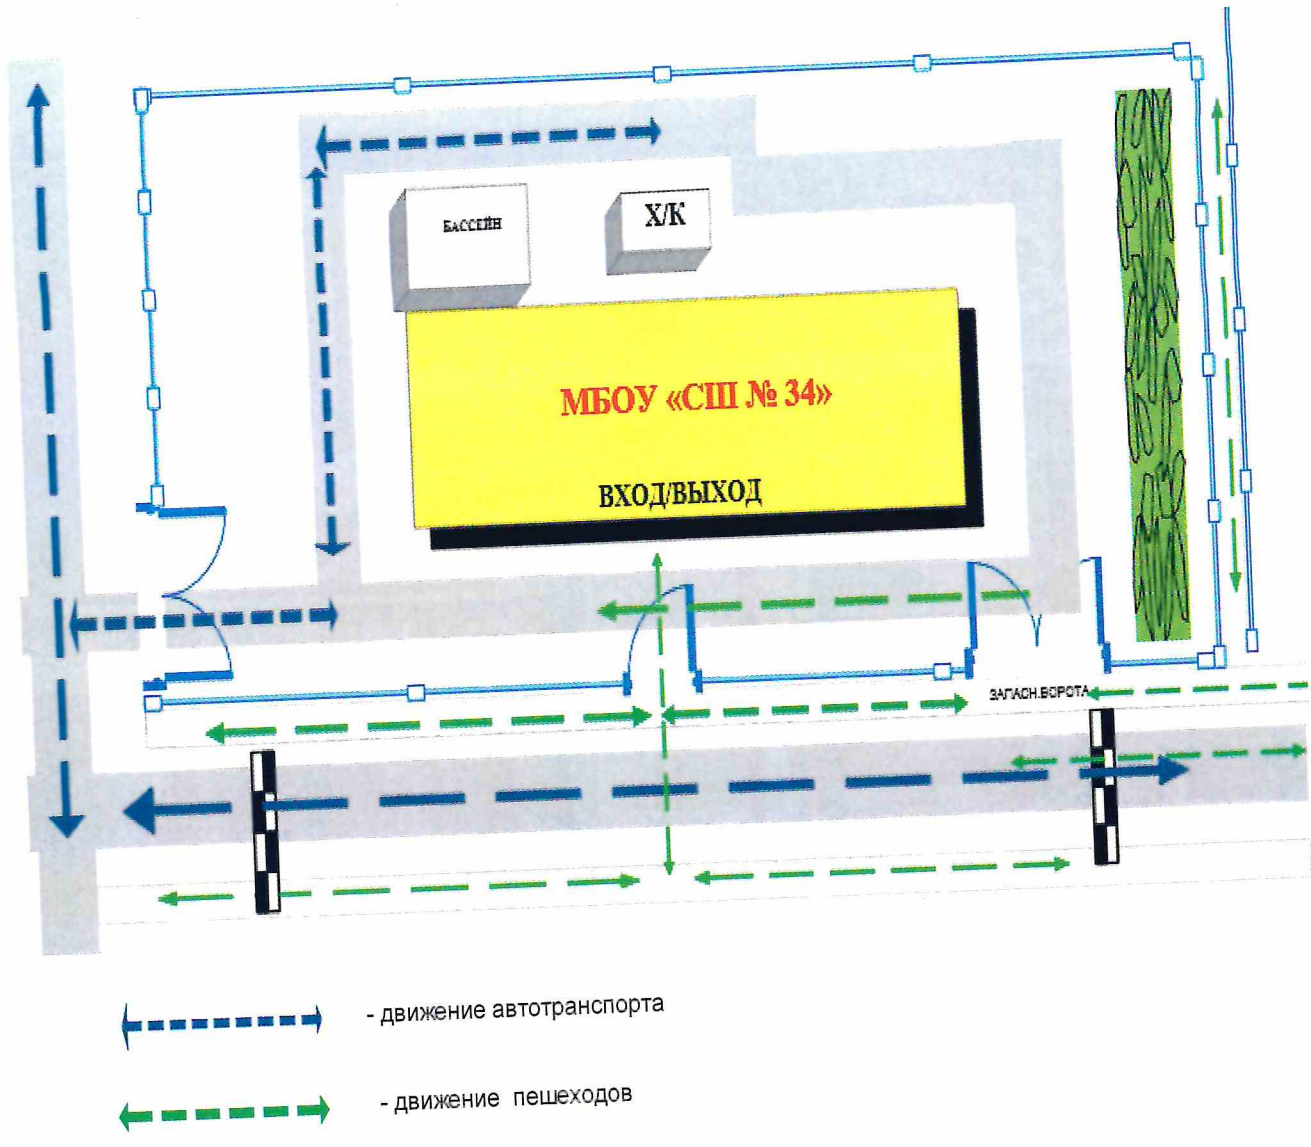 БАССЕЙН
Х/К
МБОУ «СШ № 34»
ВХОД/ВЫХОД
ЗАПАСН.ВОРОТА
- движение автотранспорта
- движение пешеходов